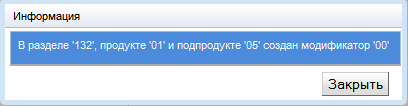 Информация
В разделе '132', продукте '01' и подпродукте '05' создан модификатор '00'
Закрыть